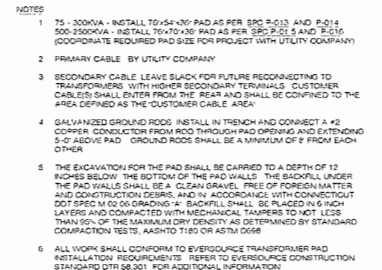 NOTES
1 75 - 300KVA - INSTALL 76"x54"x36" PAD AS PER SPC P-013 AND P-014
500-2500KVA - INSTALL 76"x70"x36" PAD AS PER SPC P-015 AND P-016
(COORDINATE REQUIRED PAD SIZE FOR PROJECT WITH UTILITY COMPANY)
2 PRIMARY CABLE BY UTILITY COMPANY
3 SECONDARY CABLE LEAVE SLACK FOR FUTURE RECONNECTING TO
TRANSFORMERS WITH HIGHER SECONDARY TERMINALS CUSTOMER
CABLE(S) SHALL ENTER FROM THE REAR AND SHALL BE CONFINED TO THE
AREA DEFINED AS THE "CUSTOMER CABLE AREA"
4 GALVANIZED GROUND RODS INSTALL IN TRENCH AND CONNECT A #2
COPPER CONDUCTOR FROM ROD THROUGH PAD OPENING AND EXTENDING
5'-0" ABOVE PAD GROUND RODS SHALL BE A MINIMUM OF 8' FROM EACH
OTHER
5 THE EXCAVATION FOR THE PAD SHALL BE CARRIED TO A DEPTH OF 12
INCHES BELOW THE BOTTOM OF THE PAD WALLS THE BACKFILL UNDER
THE PAD WALLS SHALL BE A CLEAN GRAVEL FREE OF FOREIGN MATTER
AND CONSTRUCTION DEBRIS, AND IN ACCORDANCE WITH CONNECTICUT
DOT SPEC M 02 06 GRADING "A" BACKFILL SHALL BE PLACED IN 6 INCH
LAYERS AND COMPACTED WITH MECHANICAL TAMPERS TO NOT LESS
THAN 95% OF THE MAXIMUM DRY DENSITY AS DETERMINED BY STANDARD
COMPACTION TESTS, AASHTO T180 OR ASTM D698
6 ALL WORK SHALL CONFORM TO EVERSOURCE TRANSFORMER PAD
INSTALLATION REQUIREMENTS REFER TO EVERSOURCE CONSTRUCTION
STANDARD DTR 58.301 FOR ADDITIONAL INFORMATION